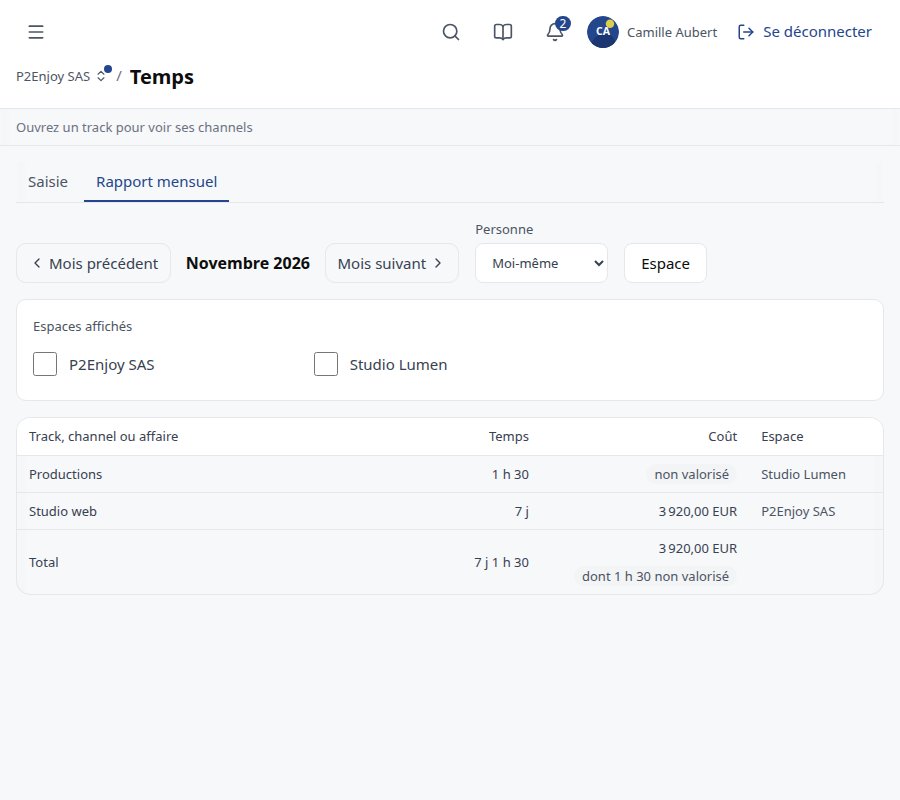 2
CA
Camille Aubert
Se déconnecter
P2Enjoy SAS / Temps
Ouvrez un track pour voir ses channels
Saisie
Rapport mensuel
Personne
Mois précédent
Novembre 2026
Mois suivant
Moi-même
Espace
Espaces affichés
P2Enjoy SAS
Studio Lumen
Track, channel ou affaire Temps Coût Espace
Productions 1 h 30 non valorisé Studio Lumen
Studio web 7 j 3 920,00 EUR P2Enjoy SAS
Total 7 j 1 h 30 3 920,00 EUR
dont 1 h 30 non valorisé